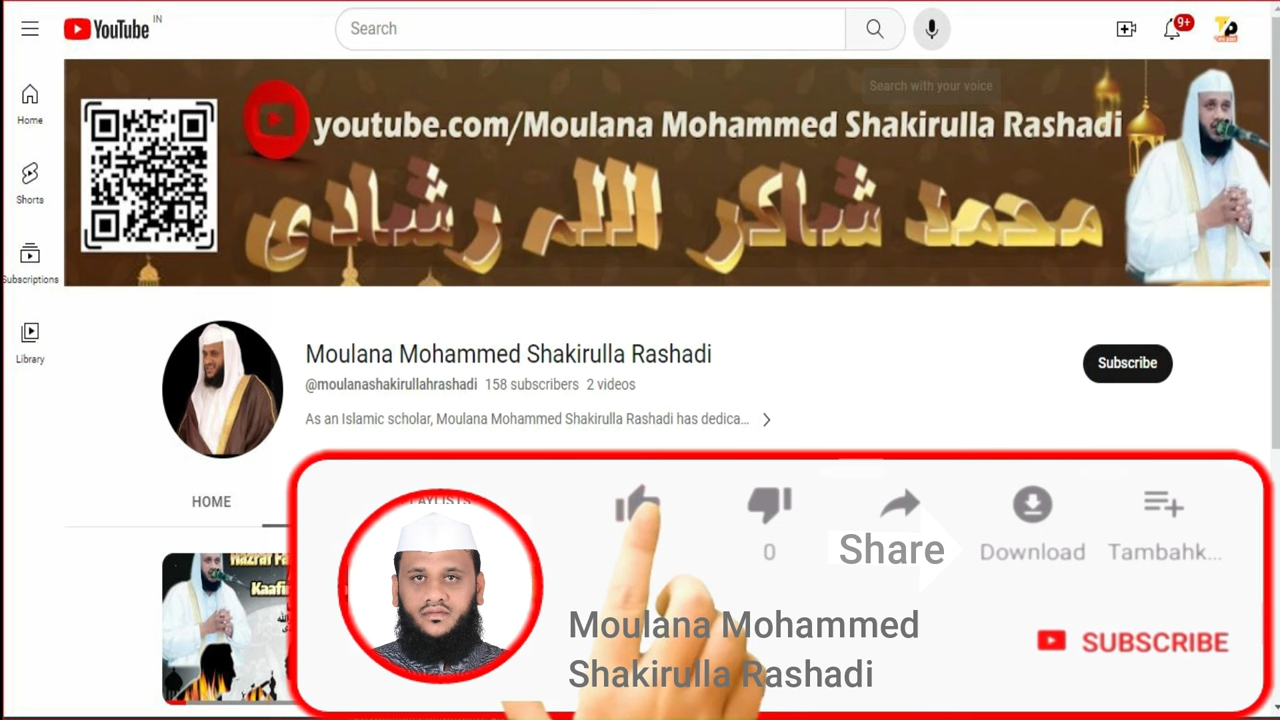 YouTube IN
Search
9+
Search with your voice
youtube.com/Moulana Mohammed Shakirulla Rashadi
محمد شاکر اللہ رشادی
Home
Shorts
Subscriptions
Library
Moulana Mohammed Shakirulla Rashadi
@moulanashakirullahrashadi 158 subscribers 2 videos
As an Islamic scholar, Moulana Mohammed Shakirulla Rashadi has dedica...
Subscribe
HOME
PLAYLISTS
0
Share
Download
Tambahk...
Moulana Mohammed
Shakirulla Rashadi
SUBSCRIBE